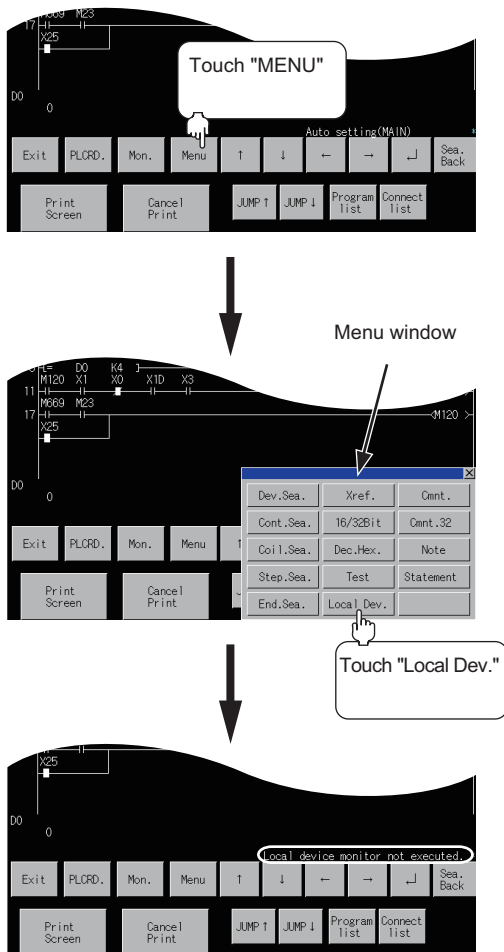 M669 M23
17
X25
Touch "MENU"
D0
0
Auto setting(MAIN) *
Exit PLCRD. Mon. Menu ↑ ↓ ← → ↵ Sea. Back
Print Screen Cancel Print JUMP↑ JUMP↓ Program list Connect list
Menu window
D0 K4
M120 X1 X0 X1D X3
11
M669 M23
17 M120
X25
D0
0
Dev.Sea. Xref. Cmnt.
Cont.Sea. 16/32Bit Cmnt.32
Coil.Sea. Dec.Hex. Note
Step.Sea. Test Statement
End.Sea. Local Dev.
Exit PLCRD. Mon. Menu ↑
Print Screen Cancel Print
Touch "Local Dev."
X25
D0
0
Local device monitor not executed.
Exit PLCRD. Mon. Menu ↑ ↓ ← → ↵ Sea. Back
Print Screen Cancel Print JUMP↑ JUMP↓ Program list Connect list